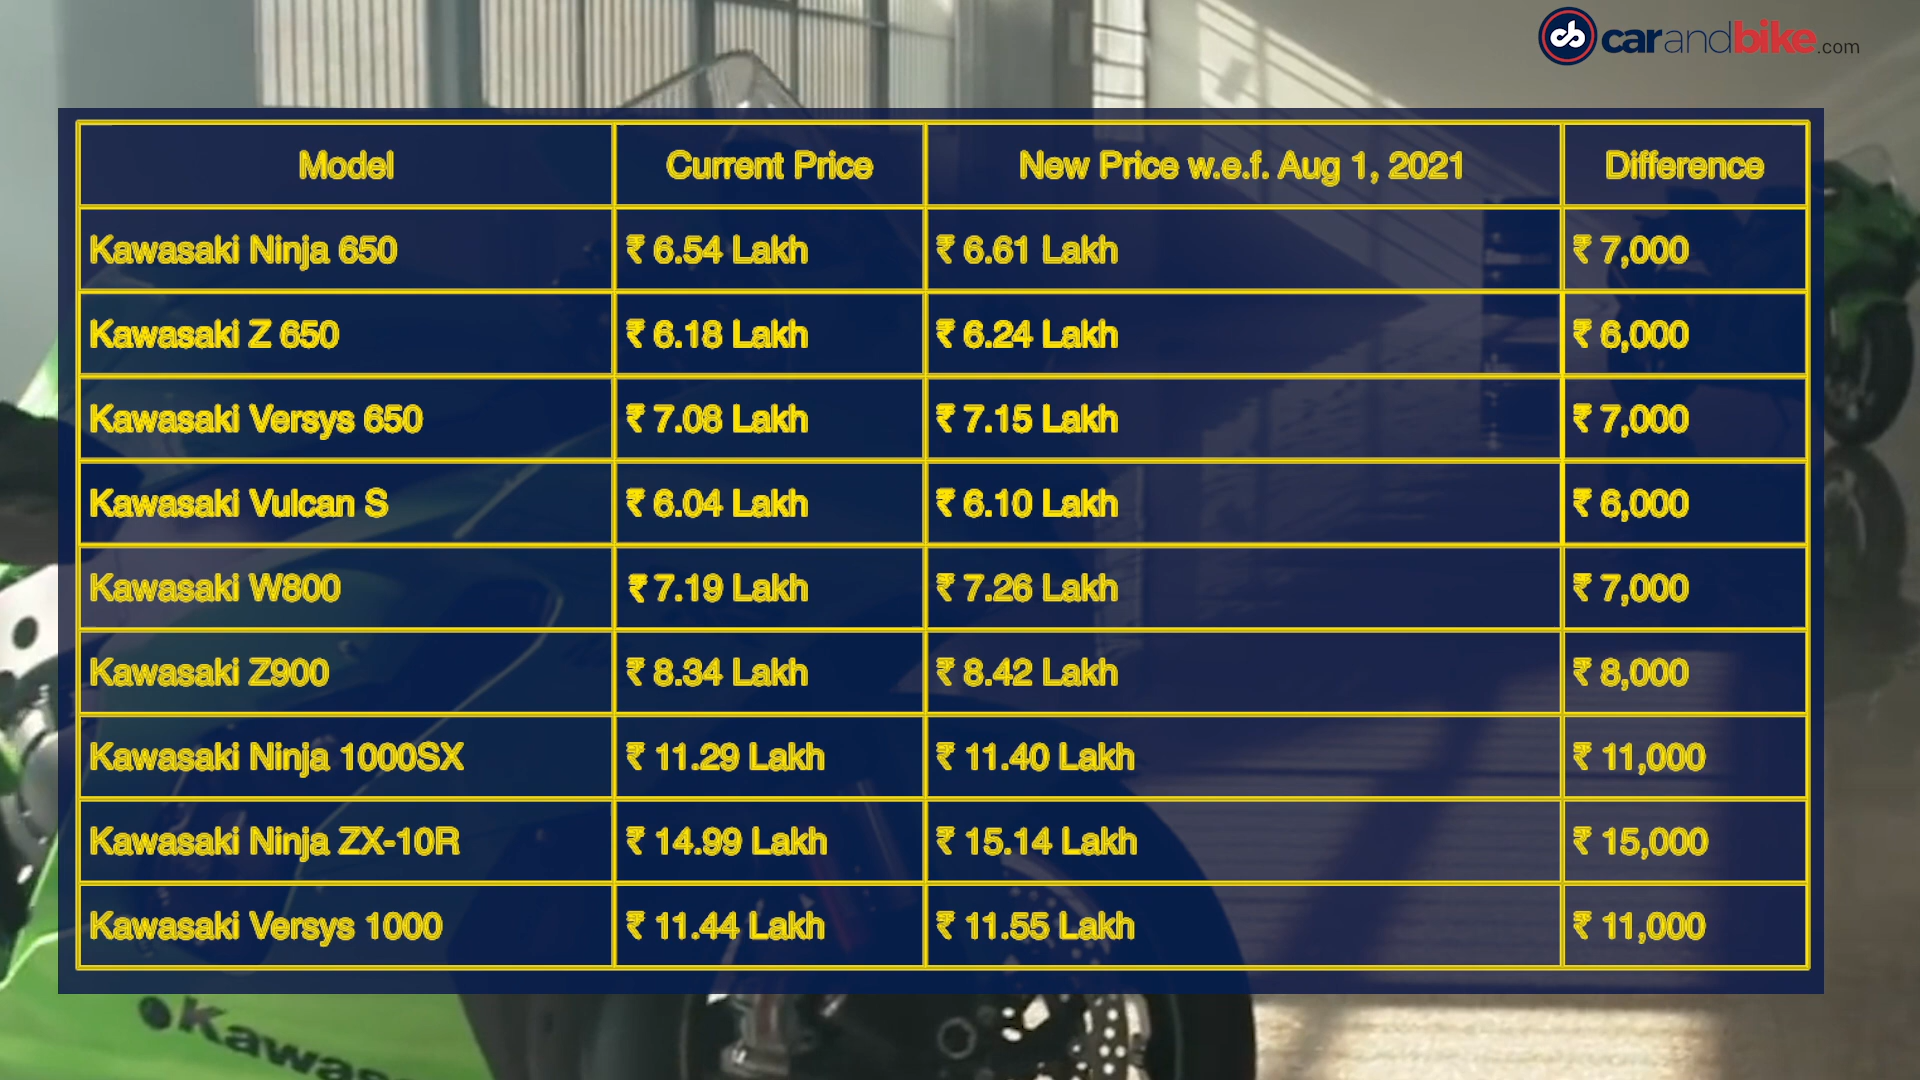 cb carandbike.com
Model Current Price New Price w.e.f. Aug 1, 2021 Difference
Kawasaki Ninja 650 ₹ 6.54 Lakh ₹ 6.61 Lakh ₹ 7,000
Kawasaki Z 650 ₹ 6.18 Lakh ₹ 6.24 Lakh ₹ 6,000
Kawasaki Versys 650 ₹ 7.08 Lakh ₹ 7.15 Lakh ₹ 7,000
Kawasaki Vulcan S ₹ 6.04 Lakh ₹ 6.10 Lakh ₹ 6,000
Kawasaki W800 ₹ 7.19 Lakh ₹ 7.26 Lakh ₹ 7,000
Kawasaki Z900 ₹ 8.34 Lakh ₹ 8.42 Lakh ₹ 8,000
Kawasaki Ninja 1000SX ₹ 11.29 Lakh ₹ 11.40 Lakh ₹ 11,000
Kawasaki Ninja ZX-10R ₹ 14.99 Lakh ₹ 15.14 Lakh ₹ 15,000
Kawasaki Versys 1000 ₹ 11.44 Lakh ₹ 11.55 Lakh ₹ 11,000
Kawas